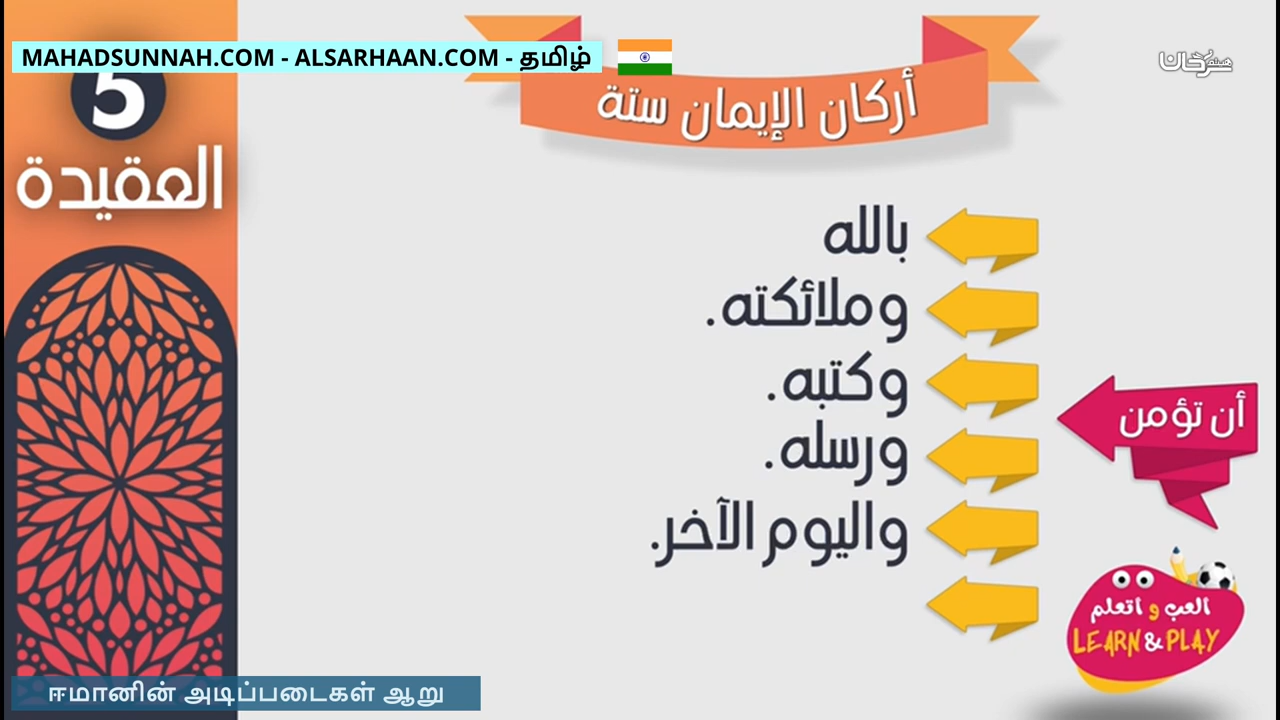 MAHADSUNNAH.COM - ALSARHAAN.COM - தமிழ்
أركان الإيمان ستة
5
العقيدة
بالله
وملائكته.
وكتبه.
ورسله.
واليوم الآخر.
أن تؤمن
العب و اتعلم
LEARN & PLAY
ஈமானின் அடிப்படைகள் ஆறு